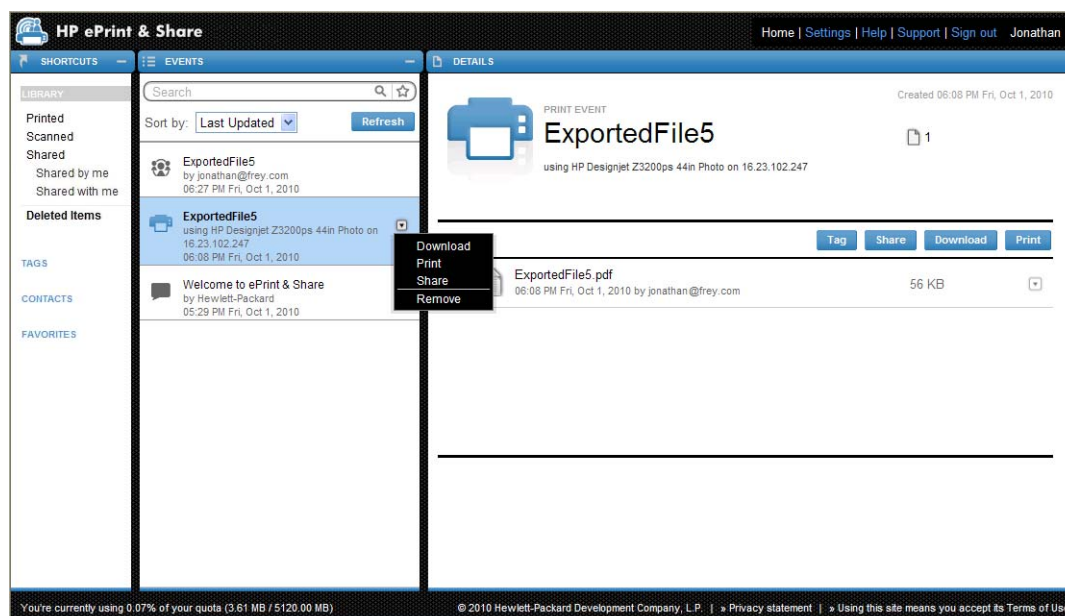 HP ePrint & Share
Home | Settings | Help | Support | Sign out Jonathan
SHORTCUTS
EVENTS
DETAILS
LIBRARY
Printed
Scanned
Shared
Shared by me
Shared with me
Deleted Items
TAGS
CONTACTS
FAVORITES
Search
Sort by: Last Updated Refresh
ExportedFile5
by jonathan@frey.com
06:27 PM Fri, Oct 1, 2010
ExportedFile5
using HP Designjet Z3200ps 44in Photo on
16.23.102.247
06:08 PM Fri, Oct 1, 2010
Welcome to ePrint & Share
by Hewlett-Packard
05:29 PM Fri, Oct 1, 2010
Download
Print
Share
Remove
Created 06:08 PM Fri, Oct 1, 2010
PRINT EVENT
ExportedFile5
1
using HP Designjet Z3200ps 44in Photo on 16.23.102.247
Tag Share Download Print
ExportedFile5.pdf
06:08 PM Fri, Oct 1, 2010 by jonathan@frey.com
56 KB
You're currently using 0.07% of your quota (3.61 MB / 5120.00 MB)
© 2010 Hewlett-Packard Development Company, L.P. | » Privacy statement | » Using this site means you accept its Terms of Us